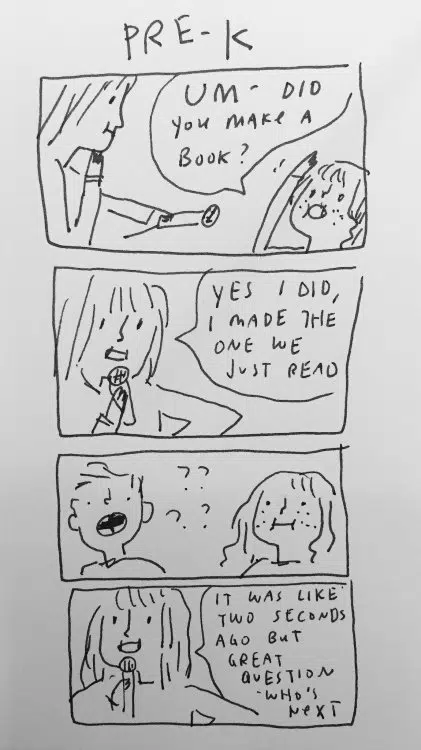 PRE-K
UM- DID
YOU MAKE A
BOOK?
YES I DID,
I MADE THE
ONE WE
JUST READ
??
? ?
IT WAS LIKE
TWO SECONDS
AGO BUT
GREAT
QUESTION
WHO'S
NEXT